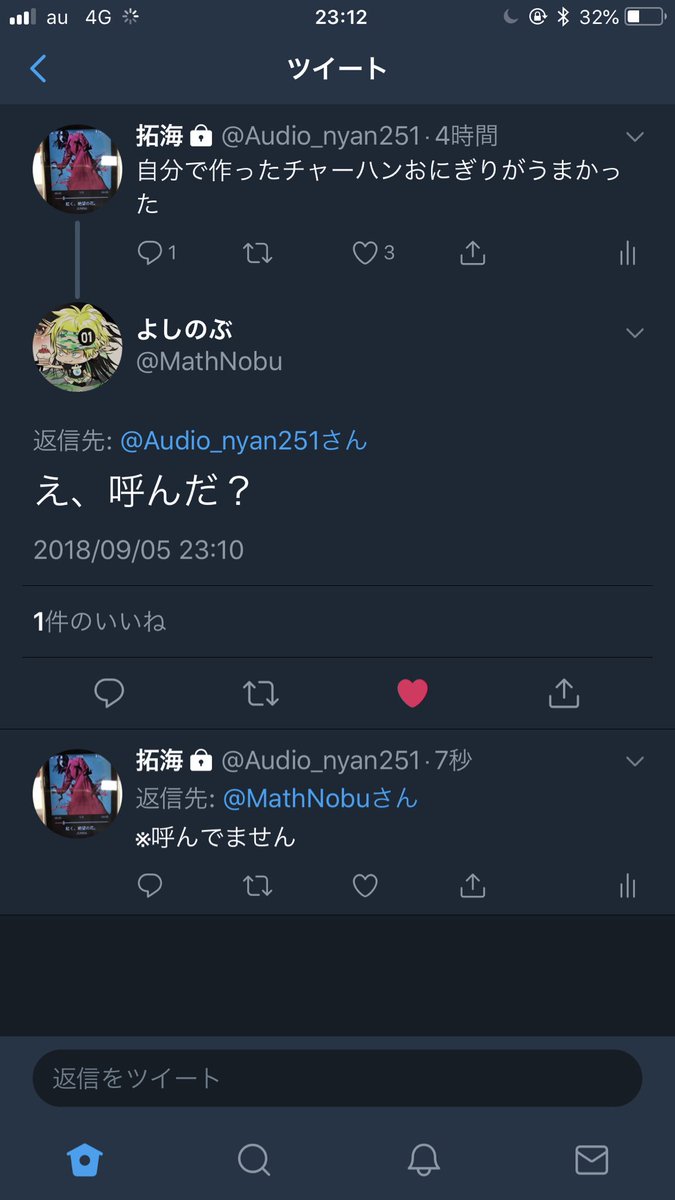 au 4G 23:12 32%
ツイート
拓海 @Audio_nyan251·4時間
自分で作ったチャーハンおにぎりがうまかっ
た
1 3
よしのぶ
01
@MathNobu
返信先: @Audio_nyan251さん
え、呼んだ？
2018/09/05 23:10
1件のいいね
拓海 @Audio_nyan251·7秒
返信先: @MathNobuさん
※呼んでません
返信をツイート